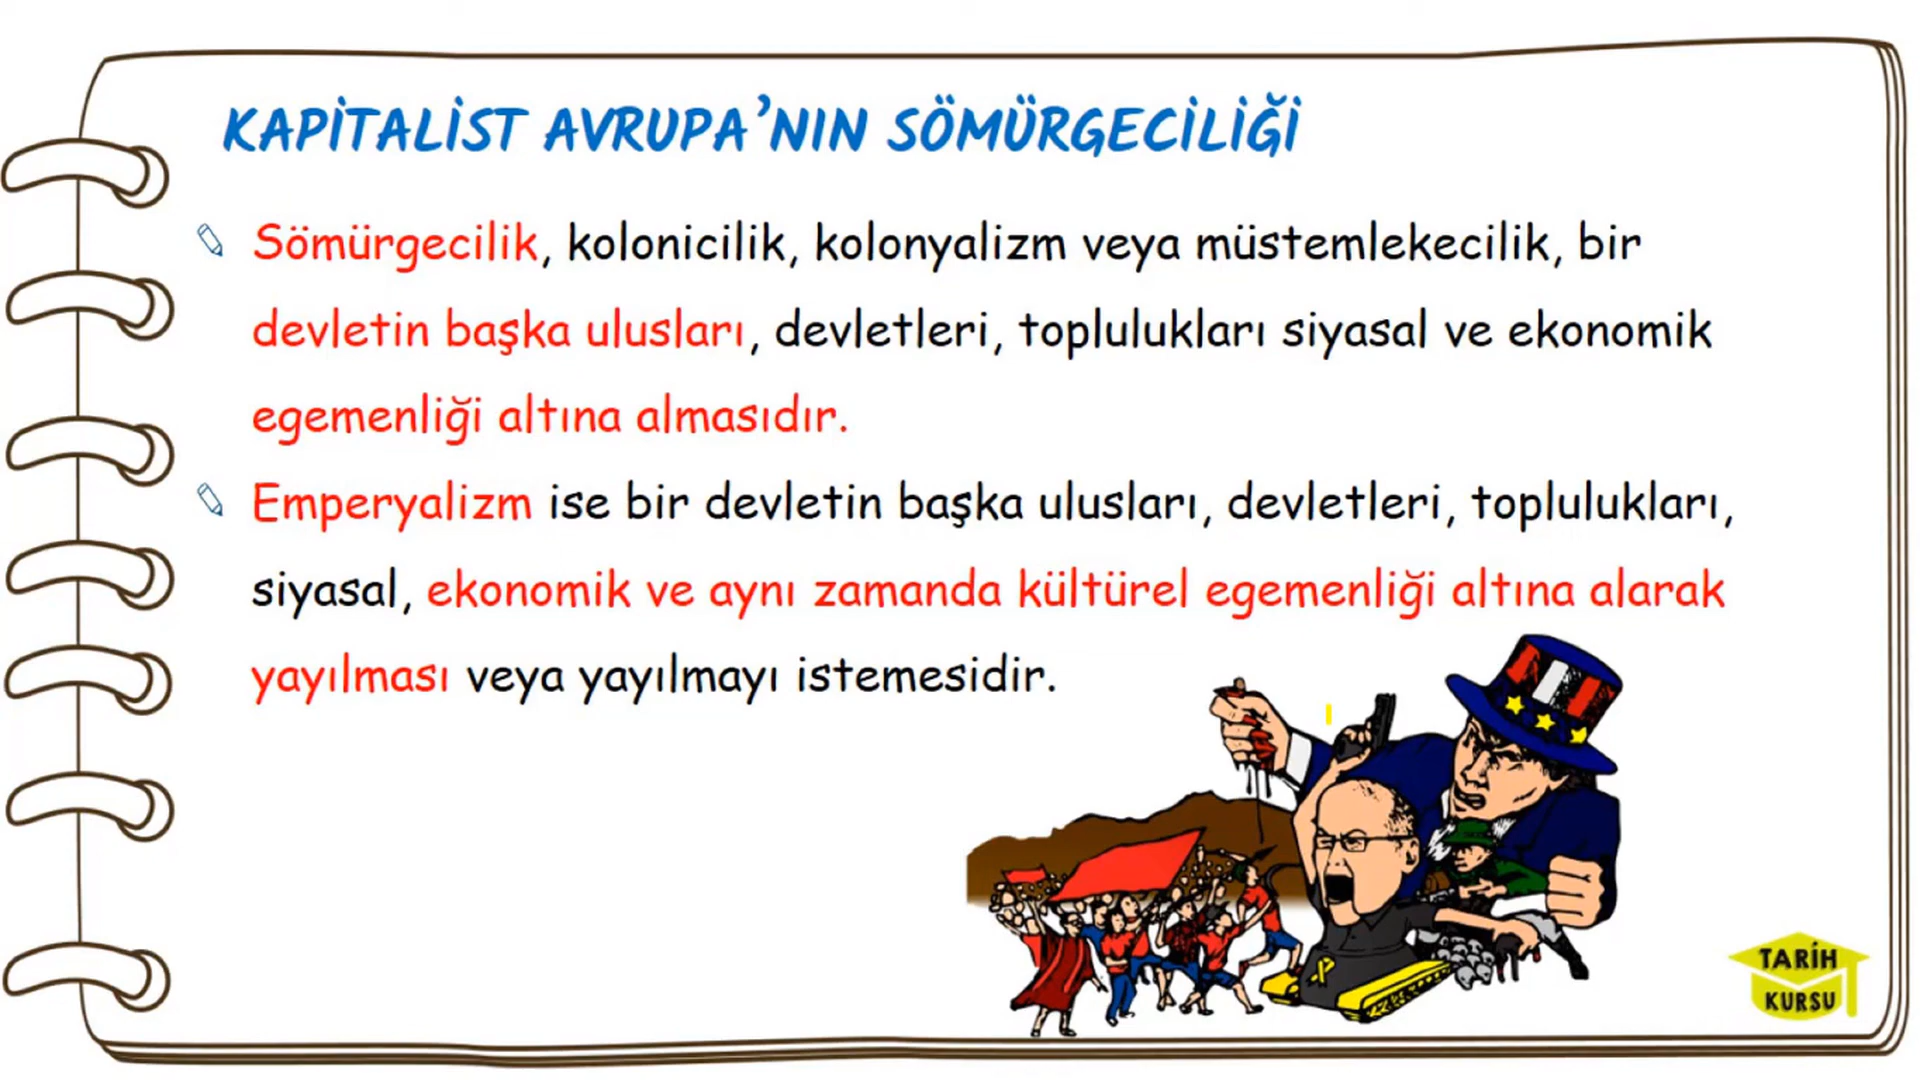 KAPİTALİST AVRUPA'NIN SÖMÜRGECİLİĞİ
Sömürgecilik, kolonicilik, kolonyalizm veya müstemlekecilik, bir
devletin başka ulusları, devletleri, toplulukları siyasal ve ekonomik
egemenliği altına almasıdır.
Emperyalizm ise bir devletin başka ulusları, devletleri, toplulukları,
siyasal, ekonomik ve aynı zamanda kültürel egemenliği altına alarak
yayılması veya yayılmayı istemesidir.
TARİH
KURSU